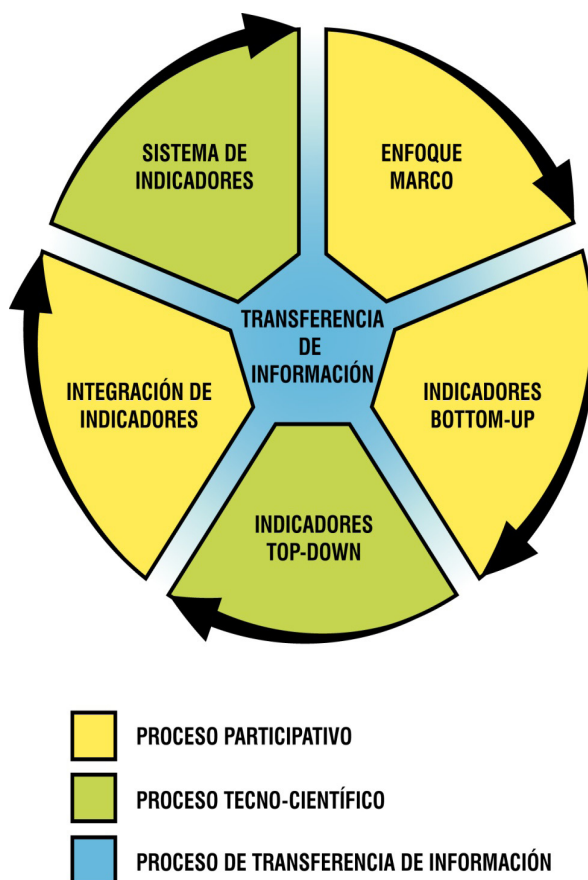 SISTEMA DE
INDICADORES
ENFOQUE
MARCO
TRANSFERENCIA
DE
INFORMACIÓN
INTEGRACIÓN DE
INDICADORES
INDICADORES
BOTTOM-UP
INDICADORES
TOP-DOWN
PROCESO PARTICIPATIVO
PROCESO TECNO-CIENTÍFICO
PROCESO DE TRANSFERENCIA DE INFORMACIÓN